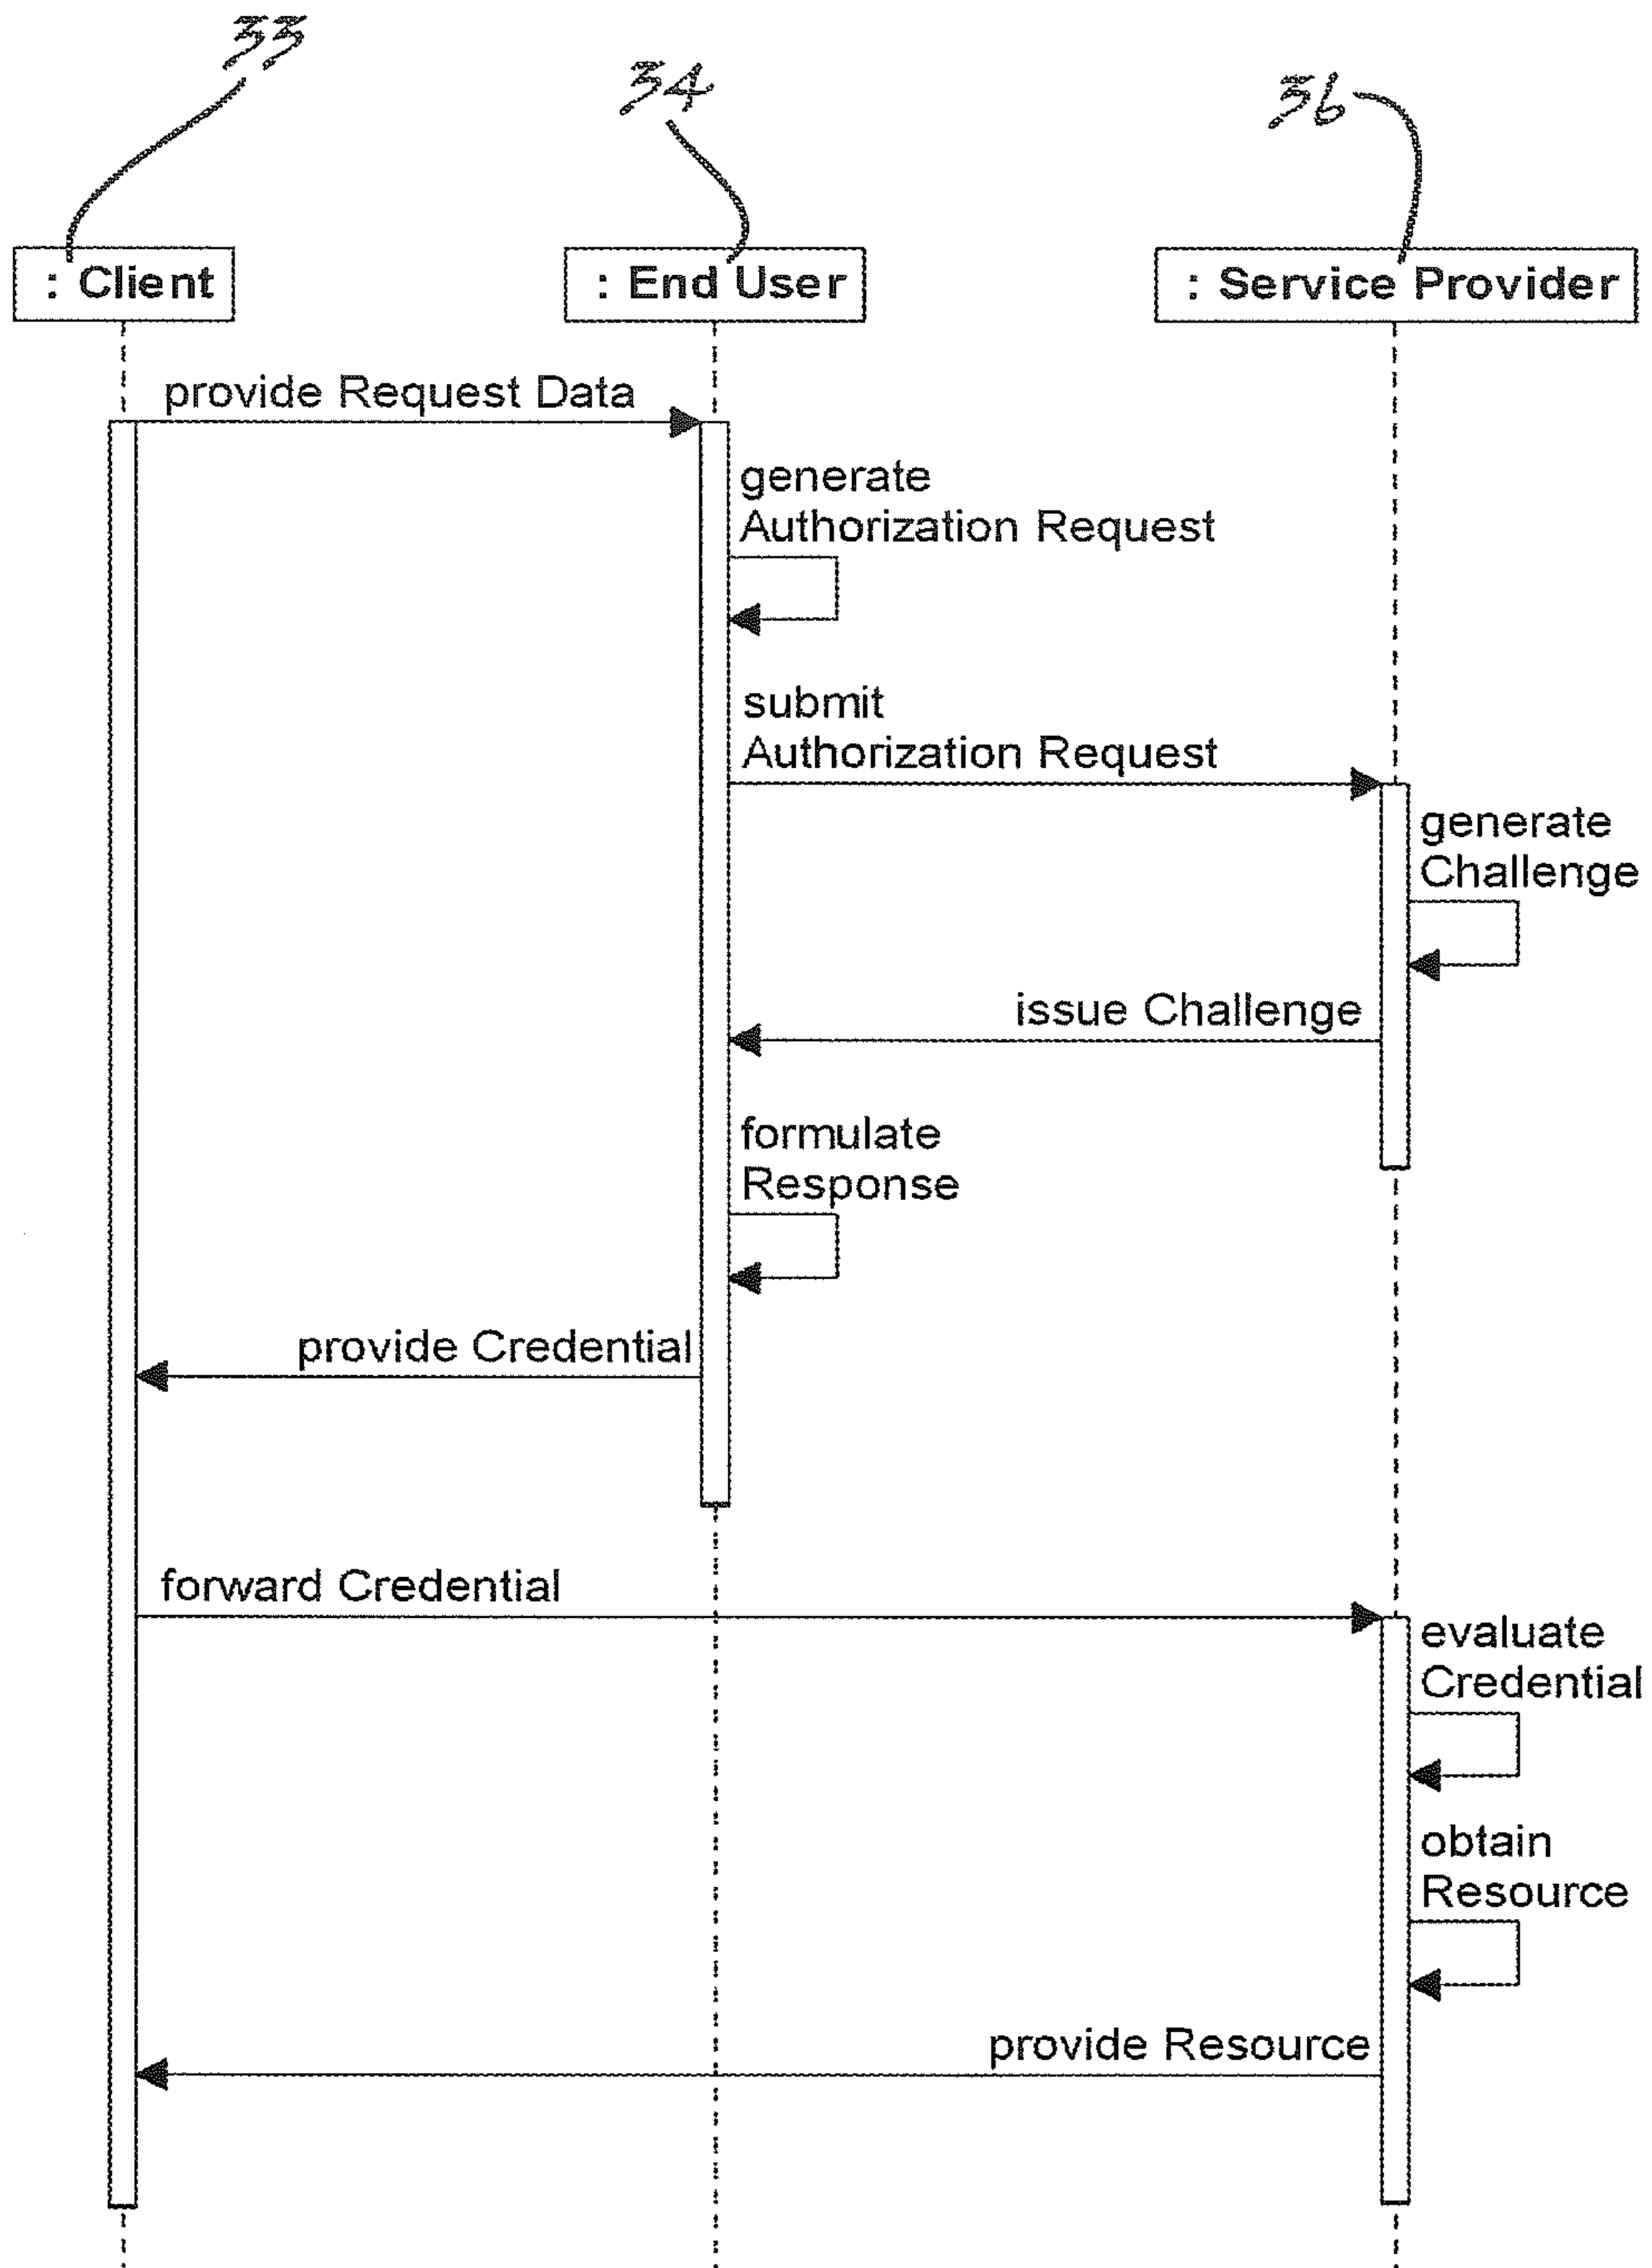 33
34
36
: Client
: End User
: Service Provider
provide Request Data
generate
Authorization Request
submit
Authorization Request
generate
Challenge
issue Challenge
formulate
Response
provide Credential
forward Credential
evaluate
Credential
obtain
Resource
provide Resource